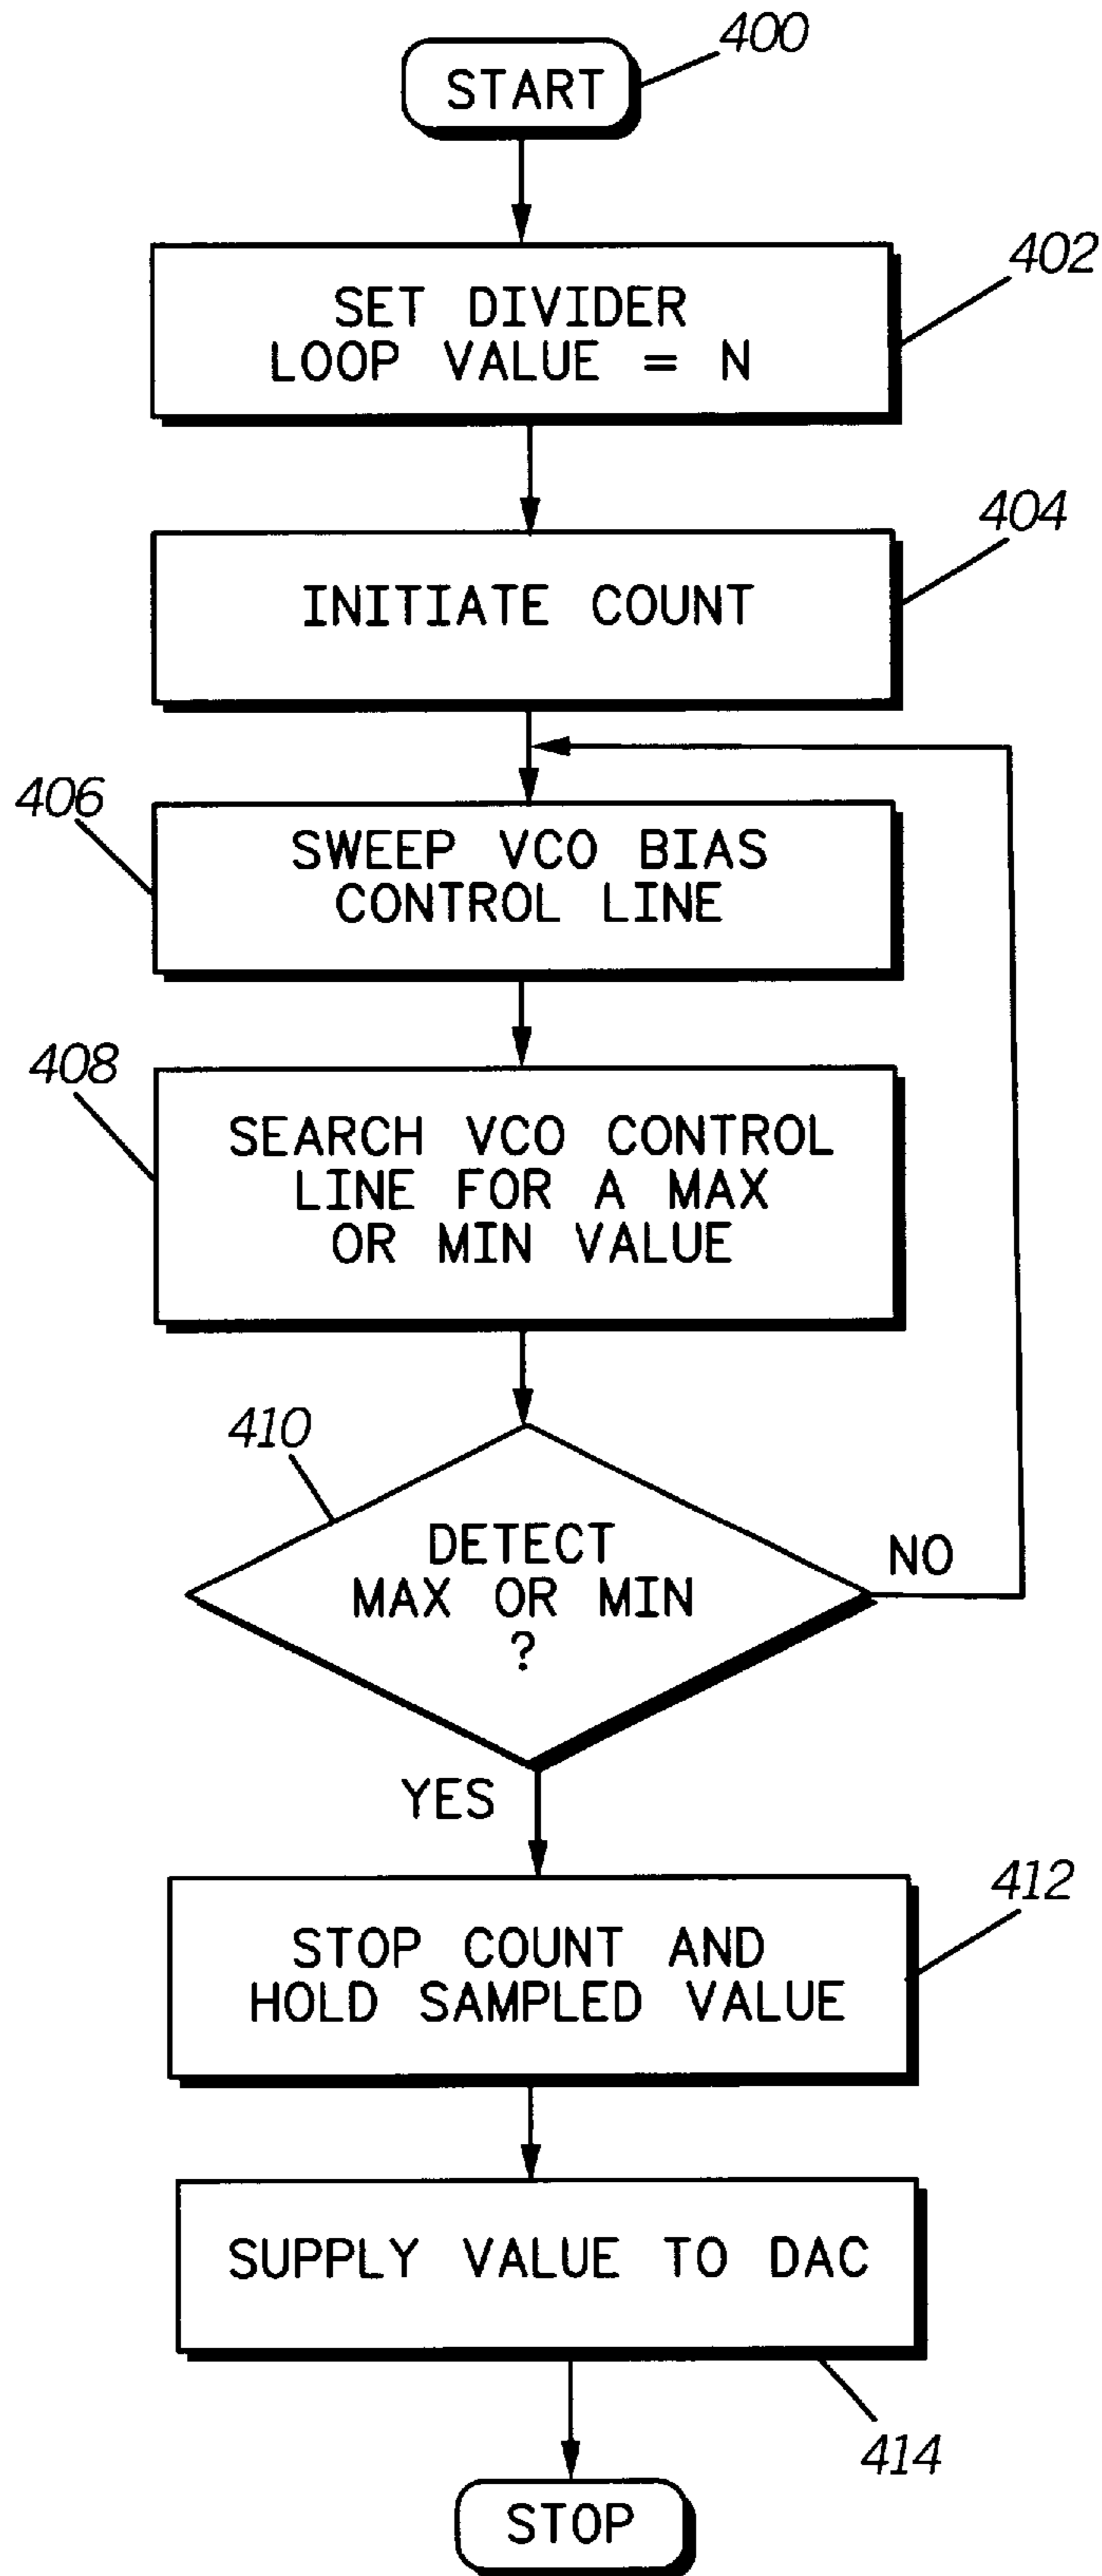 400
START
402
SET DIVIDER
LOOP VALUE = N
404
INITIATE COUNT
406
SWEEP VCO BIAS
CONTROL LINE
408
SEARCH VCO CONTROL
LINE FOR A MAX
OR MIN VALUE
410
DETECT
MAX OR MIN
?
NO
YES
412
STOP COUNT AND
HOLD SAMPLED VALUE
SUPPLY VALUE TO DAC
414
STOP